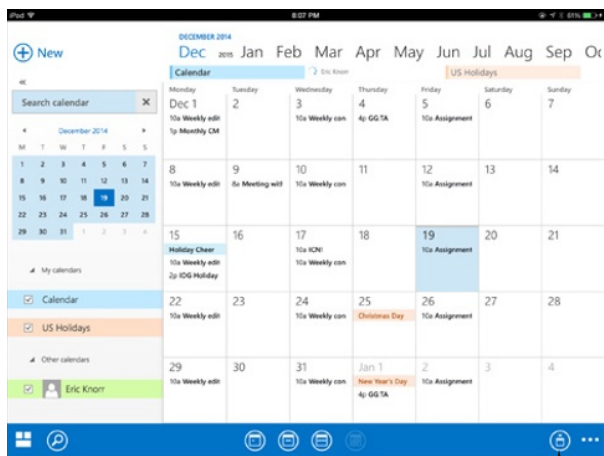 iPad 8:07 PM 61%
New
«
Search calendar ×
December 2014
M T W T F S S
1 2 3 4 5 6 7
8 9 10 11 12 13 14
15 16 17 18 19 20 21
22 23 24 25 26 27 28
29 30 31 1 2 3 4
My calendars
Calendar
US Holidays
Other calendars
Eric Knorr
DECEMBER 2014
Dec 2015 Jan Feb Mar Apr May Jun Jul Aug Sep Oc
Calendar Eric Knorr US Holidays
Monday Tuesday Wednesday Thursday Friday Saturday Sunday
Dec 1 2 3 4 5 6 7
10a Weekly edit 10a Weekly con 4p GG:TA 10a Assignment
1p Monthly CM
8 9 10 11 12 13 14
10a Weekly edit 8a Meeting with 10a Weekly con 10a Assignment
15 16 17 18 19 20 21
Holiday Cheer 10a ICN! 10a Assignment
10a Weekly edit 10a Weekly con
2p IDG Holiday
22 23 24 25 26 27 28
10a Weekly edit 10a Weekly con Christmas Day 10a Assignment
29 30 31 Jan 1 2 3 4
10a Weekly edit 10a Weekly con New Year's Day 10a Assignment
4p GG:TA